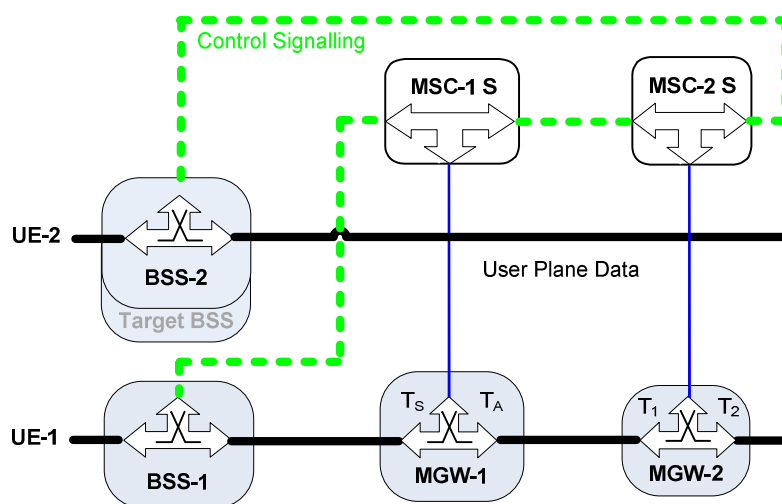 Control Signalling
MSC-1 S
MSC-2 S
UE-2
BSS-2
User Plane Data
Target BSS
TS
TA
T1
T2
UE-1
BSS-1
MGW-1
MGW-2